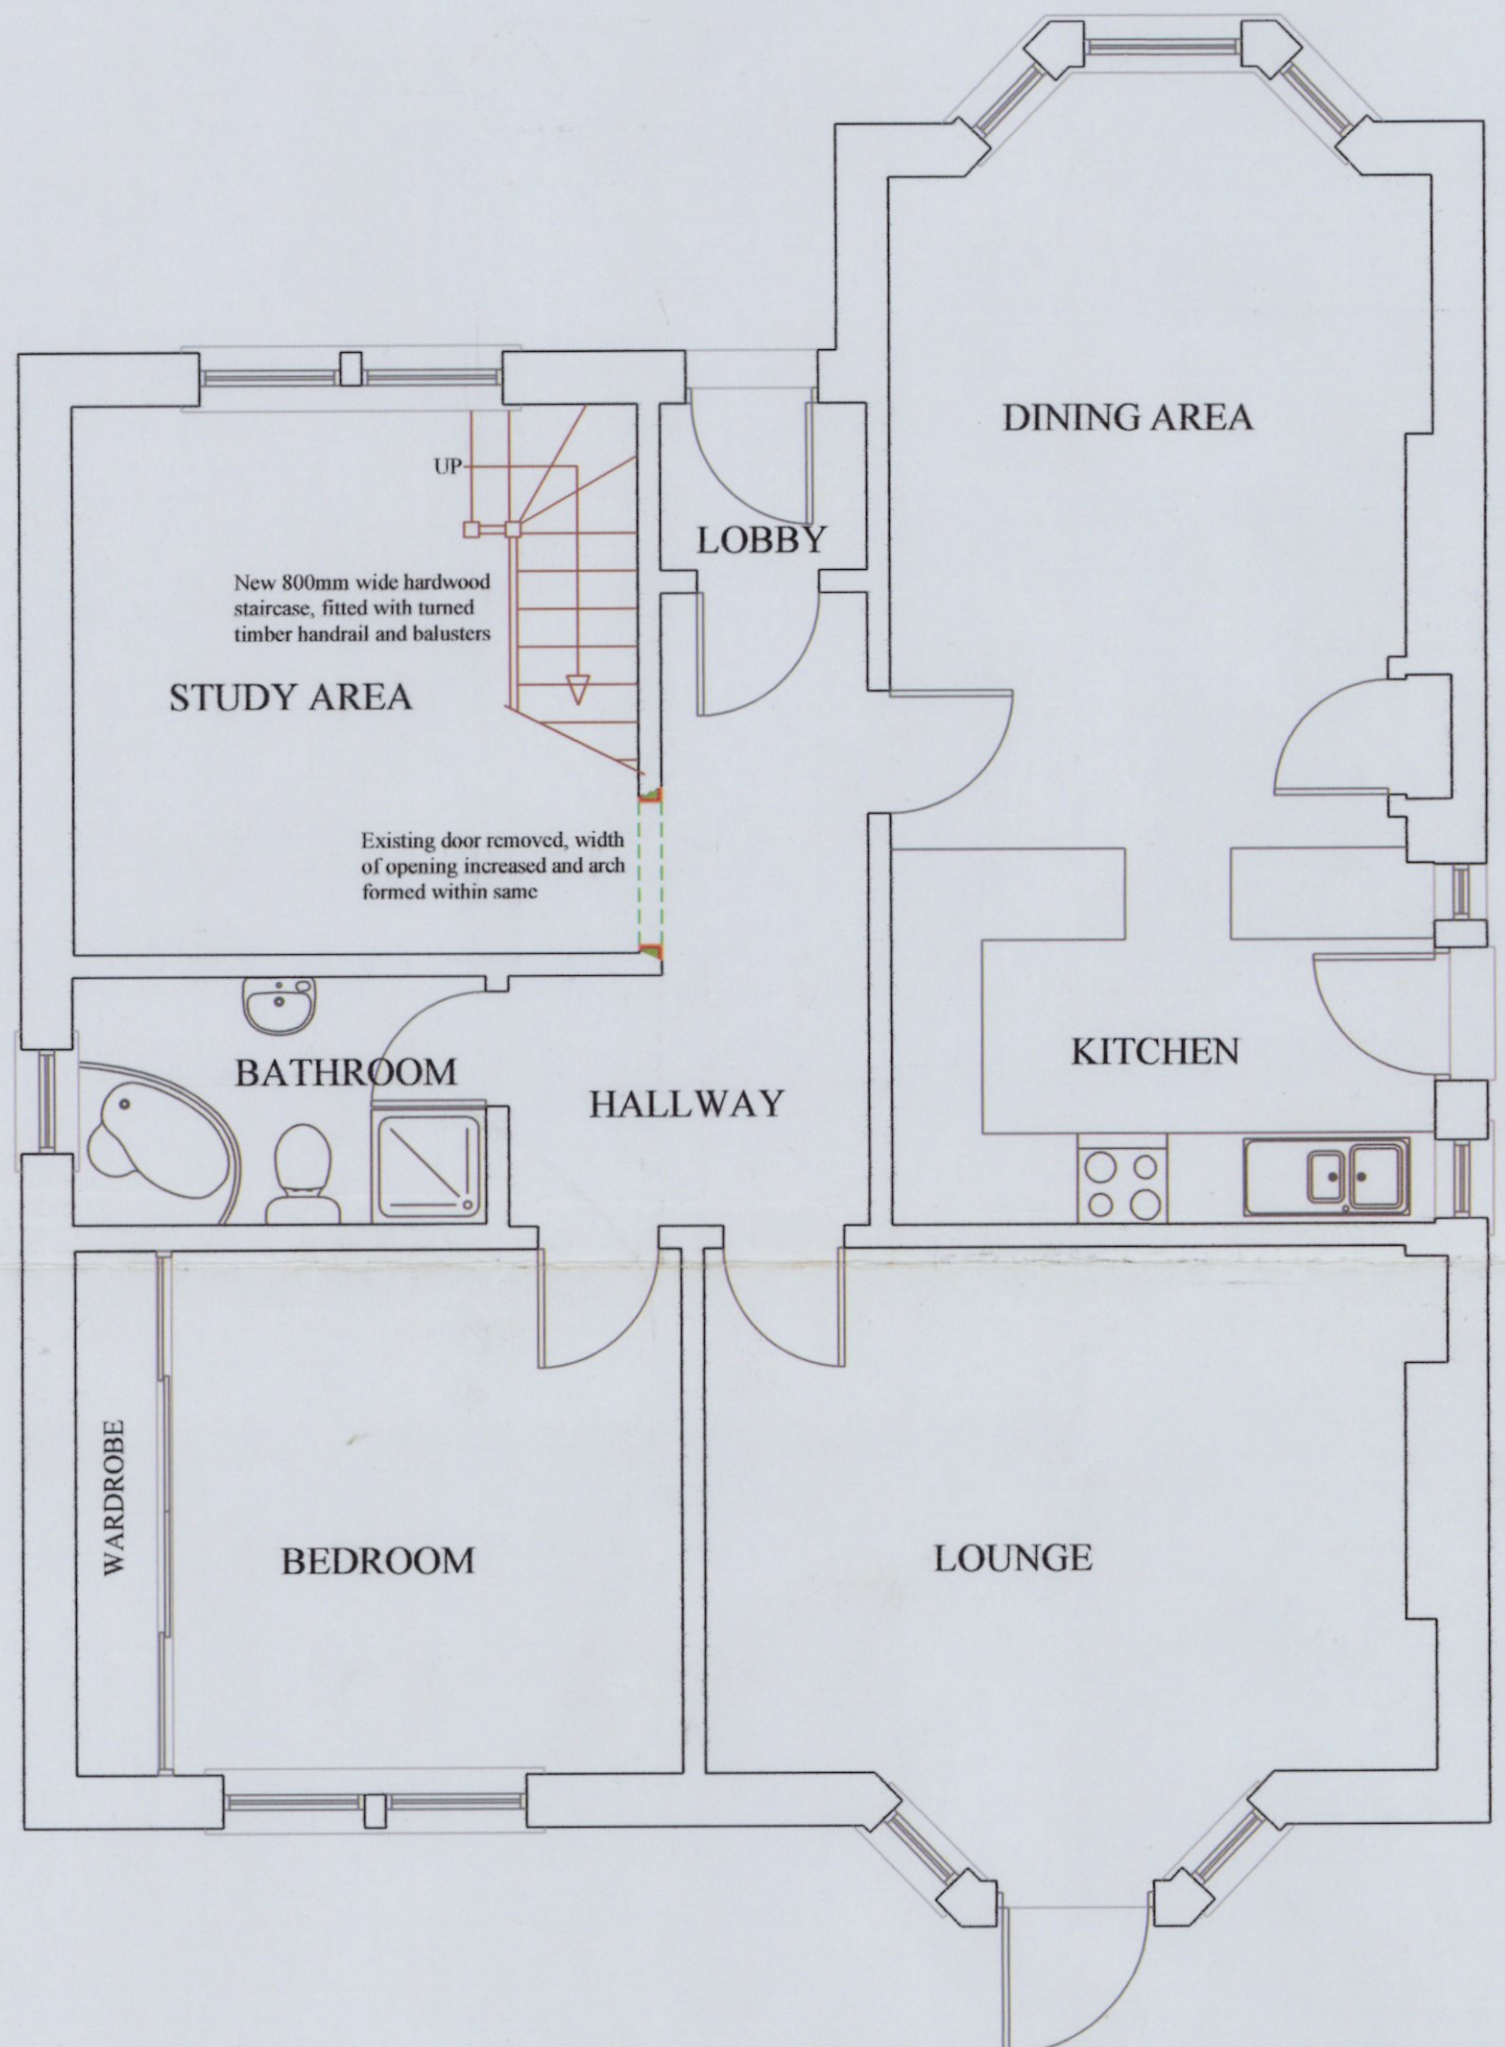 DINING AREA
UP
LOBBY
New 800mm wide hardwood
staircase, fitted with turned
timber handrail and balusters
STUDY AREA
Existing door removed, width
of opening increased and arch
formed within same
KITCHEN
BATHROOM
HALLWAY
WARDROBE
BEDROOM
LOUNGE